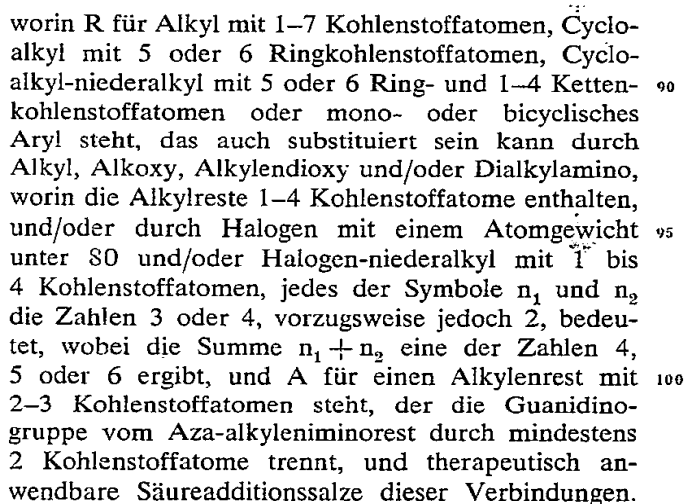 worin R für Alkyl mit 1–7 Kohlenstoffatomen, Cyclo-
alkyl mit 5 oder 6 Ringkohlenstoffatomen, Cyclo-
alkyl-niederalkyl mit 5 oder 6 Ring- und 1–4 Ketten- 90
kohlenstoffatomen oder mono- oder bicyclisches
Aryl steht, das auch substituiert sein kann durch
Alkyl, Alkoxy, Alkylendioxy und/oder Dialkylamino,
worin die Alkylreste 1–4 Kohlenstoffatome enthalten,
und/oder durch Halogen mit einem Atomgewicht 95
unter 80 und/oder Halogen-niederalkyl mit 1 bis
4 Kohlenstoffatomen, jedes der Symbole n₁ und n₂
die Zahlen 3 oder 4, vorzugsweise jedoch 2, bedeu-
tet, wobei die Summe n₁ + n₂ eine der Zahlen 4,
5 oder 6 ergibt, und A für einen Alkylenrest mit 100
2–3 Kohlenstoffatomen steht, der die Guanidino-
gruppe vom Aza-alkyleniminorest durch mindestens
2 Kohlenstoffatome trennt, und therapeutisch an-
wendbare Säureadditionssalze dieser Verbindungen.